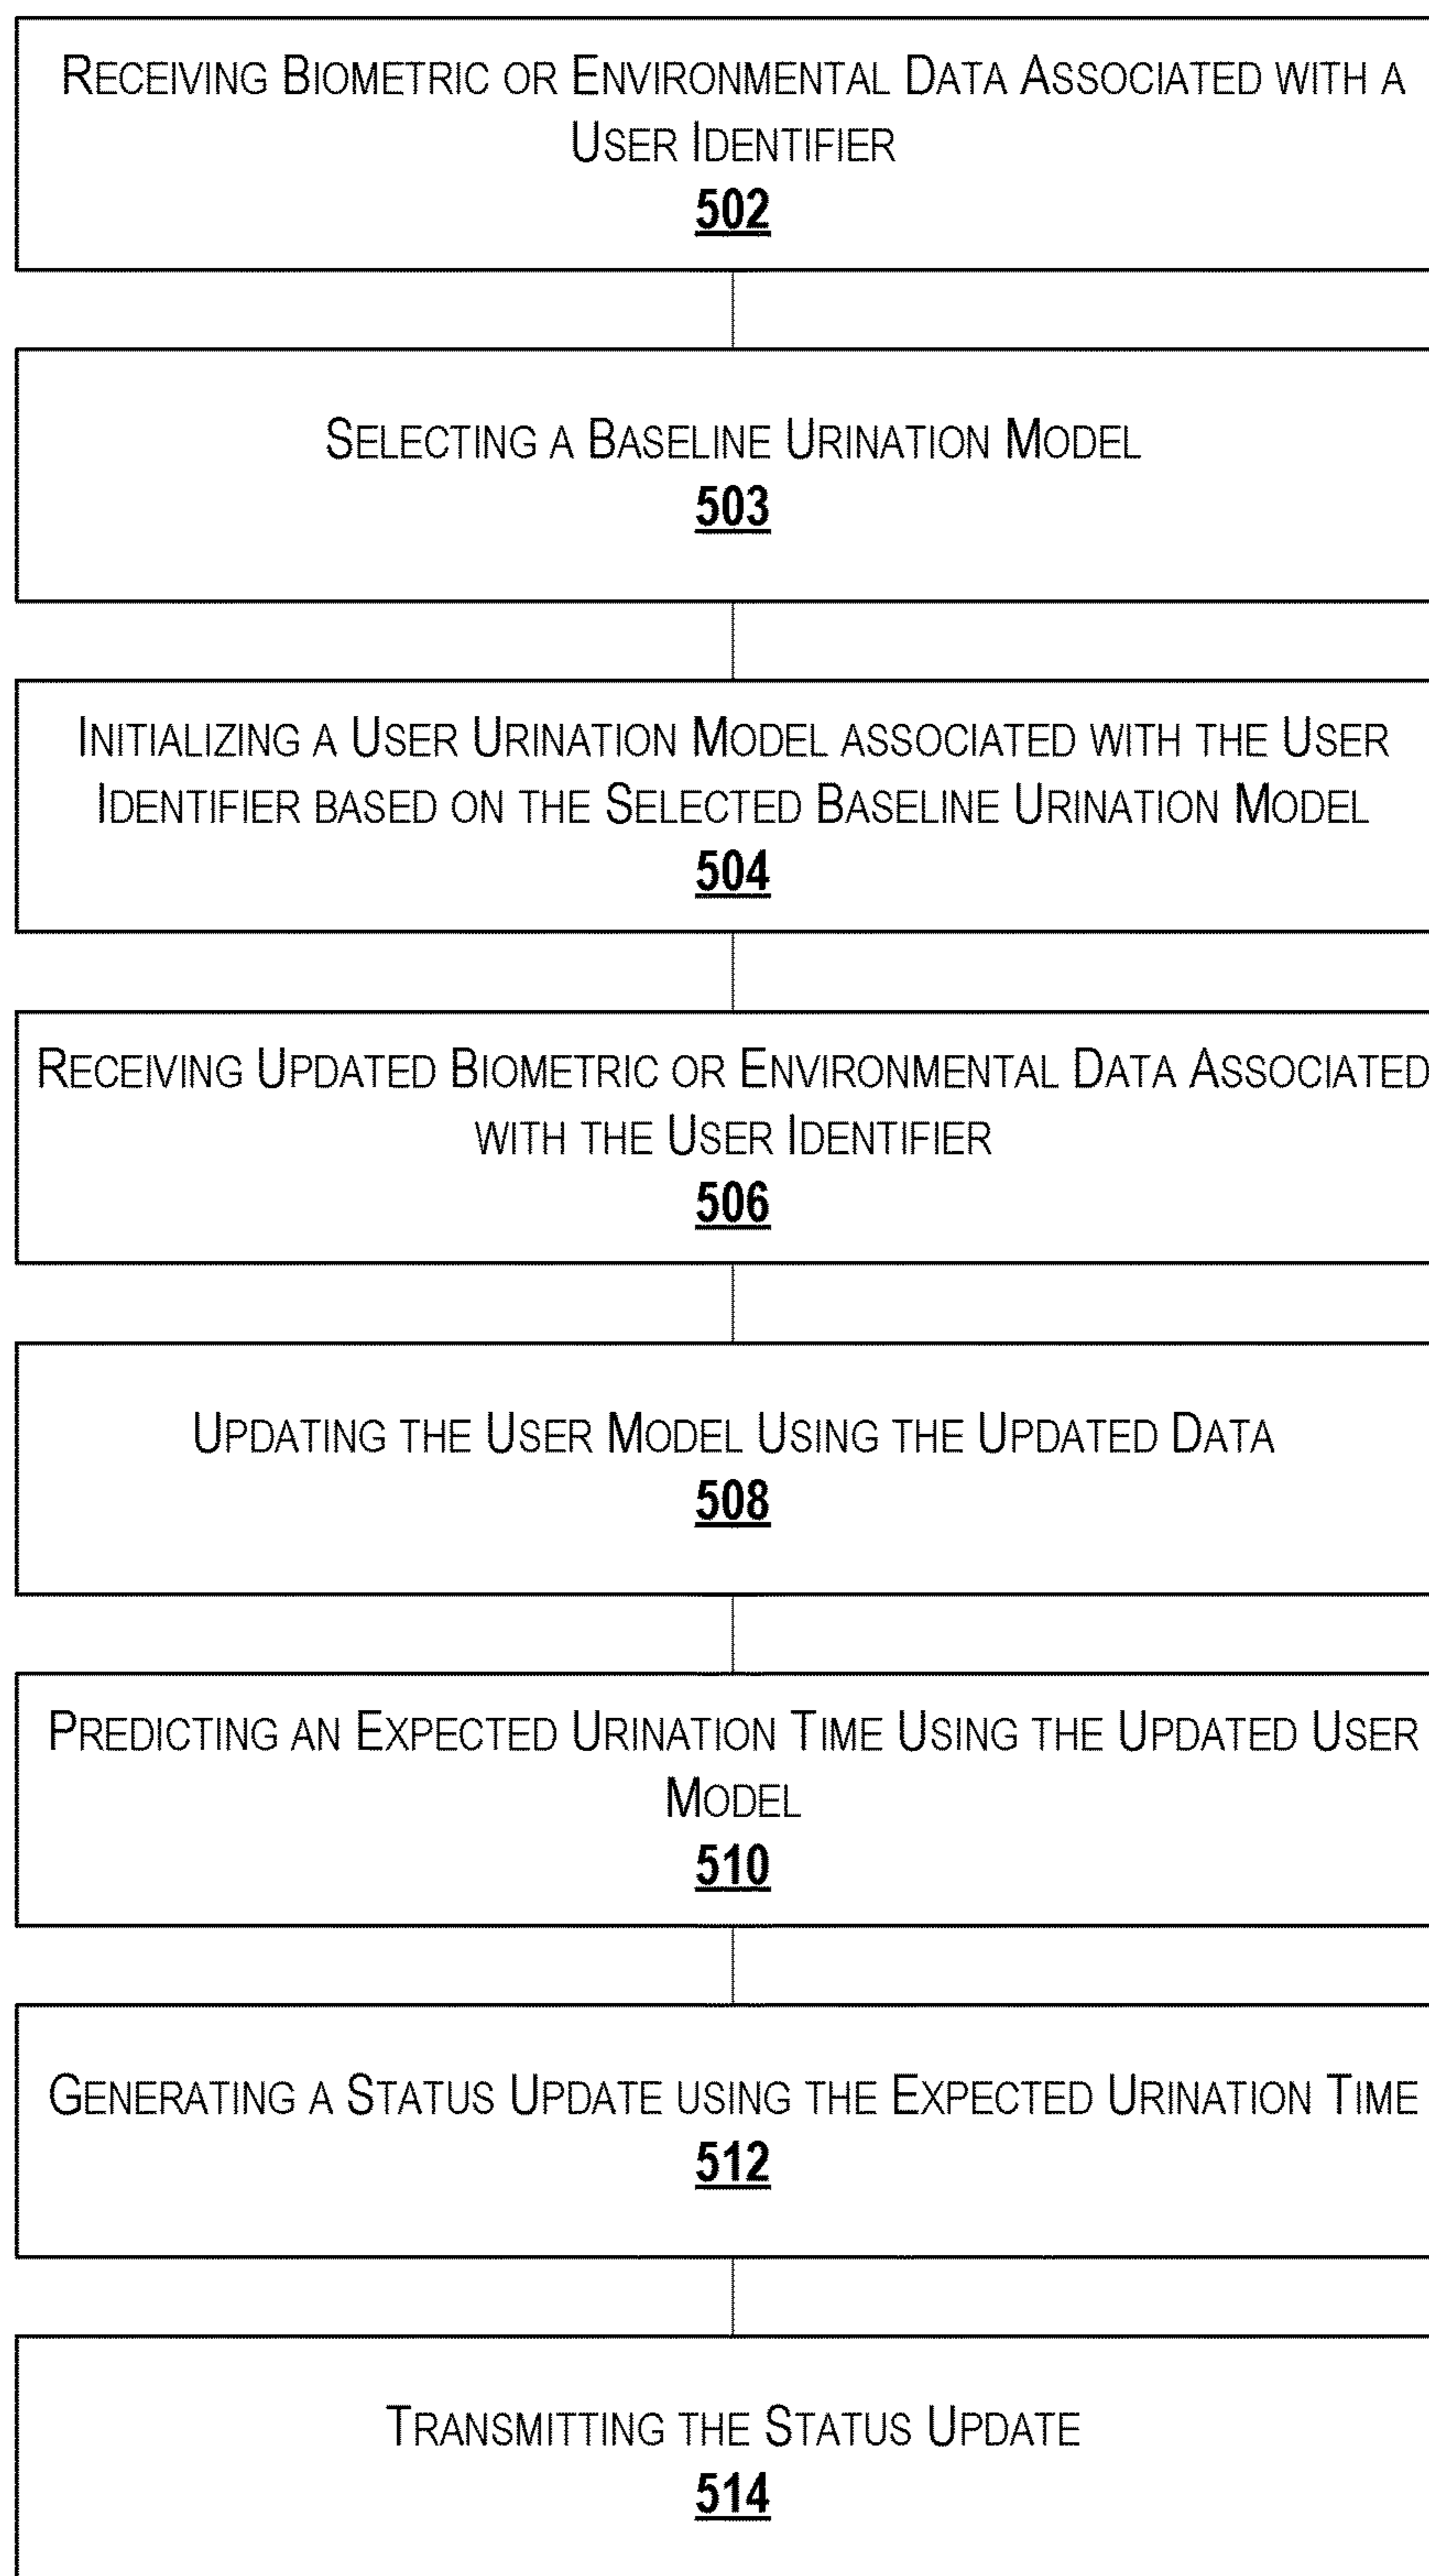 RECEIVING BIOMETRIC OR ENVIRONMENTAL DATA ASSOCIATED WITH A
USER IDENTIFIER
502
SELECTING A BASELINE URINATION MODEL
503
INITIALIZING A USER URINATION MODEL ASSOCIATED WITH THE USER
IDENTIFIER BASED ON THE SELECTED BASELINE URINATION MODEL
504
RECEIVING UPDATED BIOMETRIC OR ENVIRONMENTAL DATA ASSOCIATED
WITH THE USER IDENTIFIER
506
UPDATING THE USER MODEL USING THE UPDATED DATA
508
PREDICTING AN EXPECTED URINATION TIME USING THE UPDATED USER
MODEL
510
GENERATING A STATUS UPDATE USING THE EXPECTED URINATION TIME
512
TRANSMITTING THE STATUS UPDATE
514